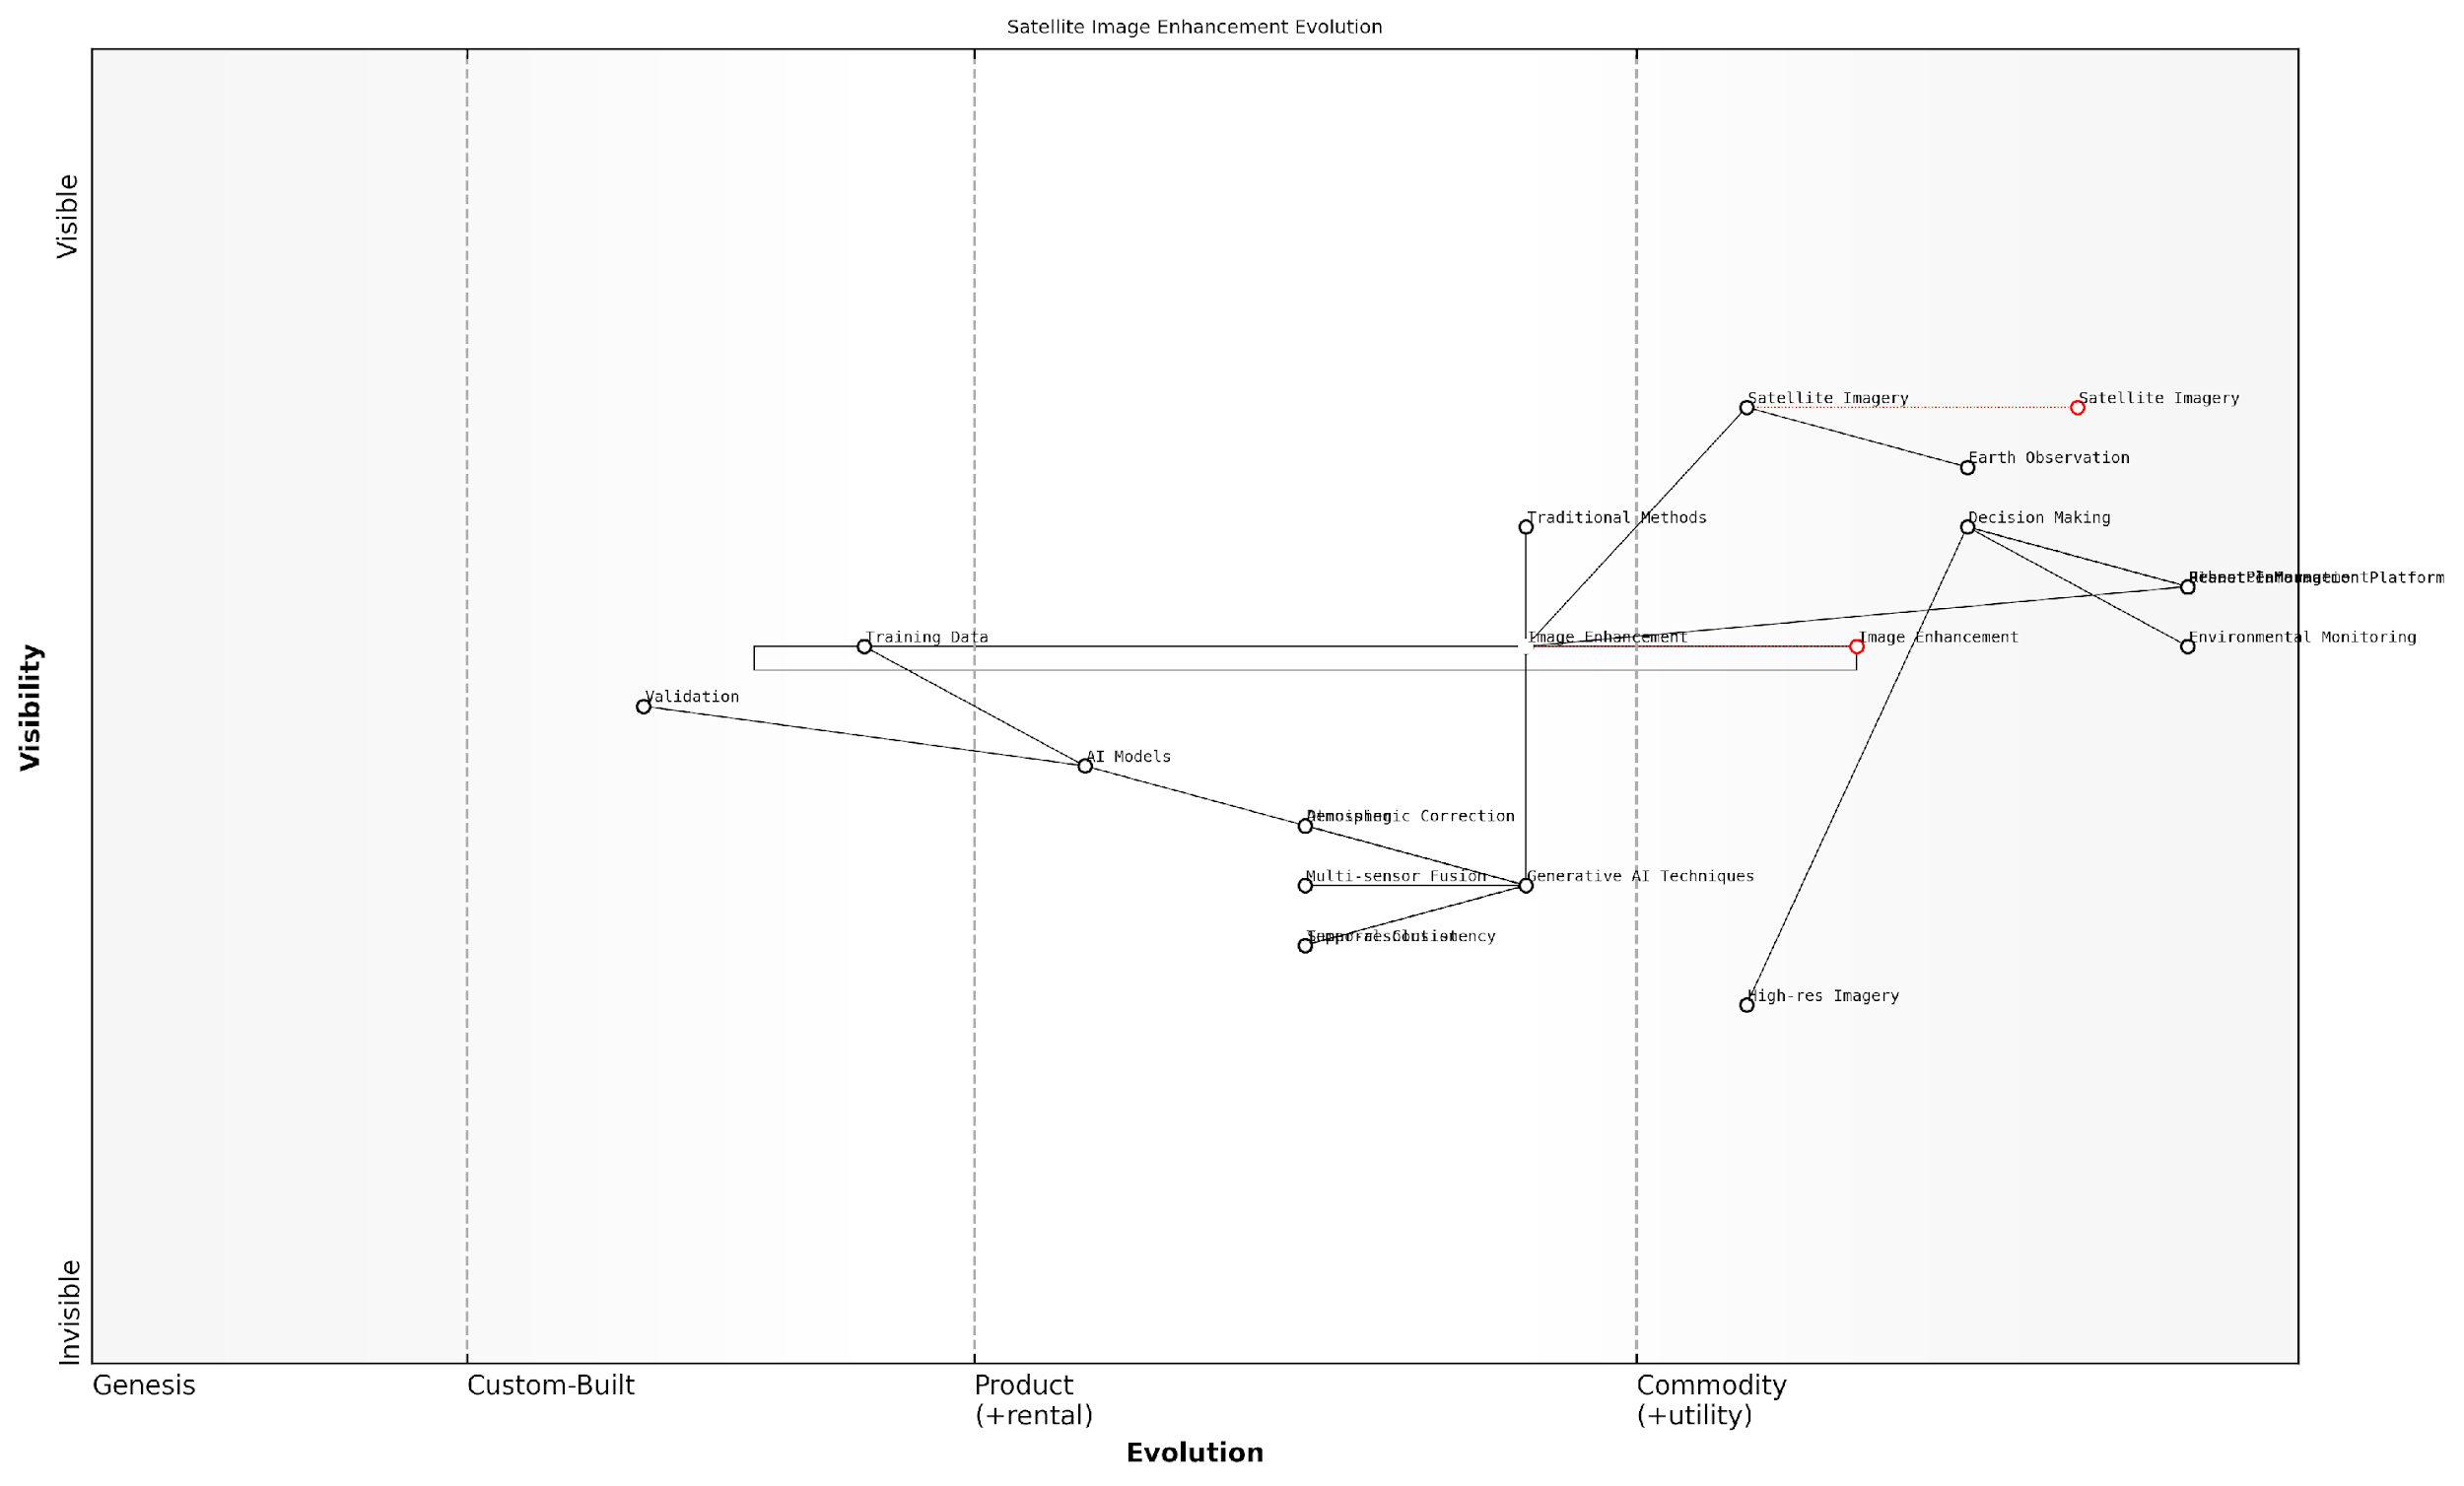 Satellite Image Enhancement Evolution
Visible
Satellite Imagery
Satellite Imagery
Earth Observation
Traditional Methods
Decision Making
Platform
Training Data
Image Enhancement
Image Enhancement
Environmental Monitoring
Validation
AI Models
Correction
Multi-sensor Fusion
Generative AI Techniques
High-res Imagery
Visibility
Invisible
Genesis
Custom-Built
Product
(+rental)
Commodity
(+utility)
Evolution